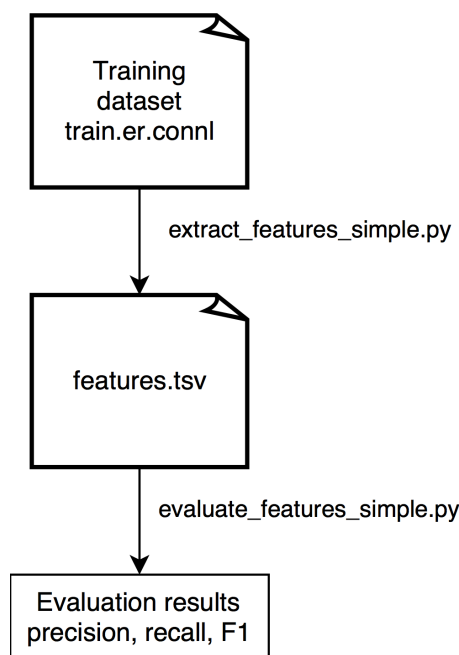 Training
dataset
train.er.connl
extract_features_simple.py
features.tsv
evaluate_features_simple.py
Evaluation results
precision, recall, F1